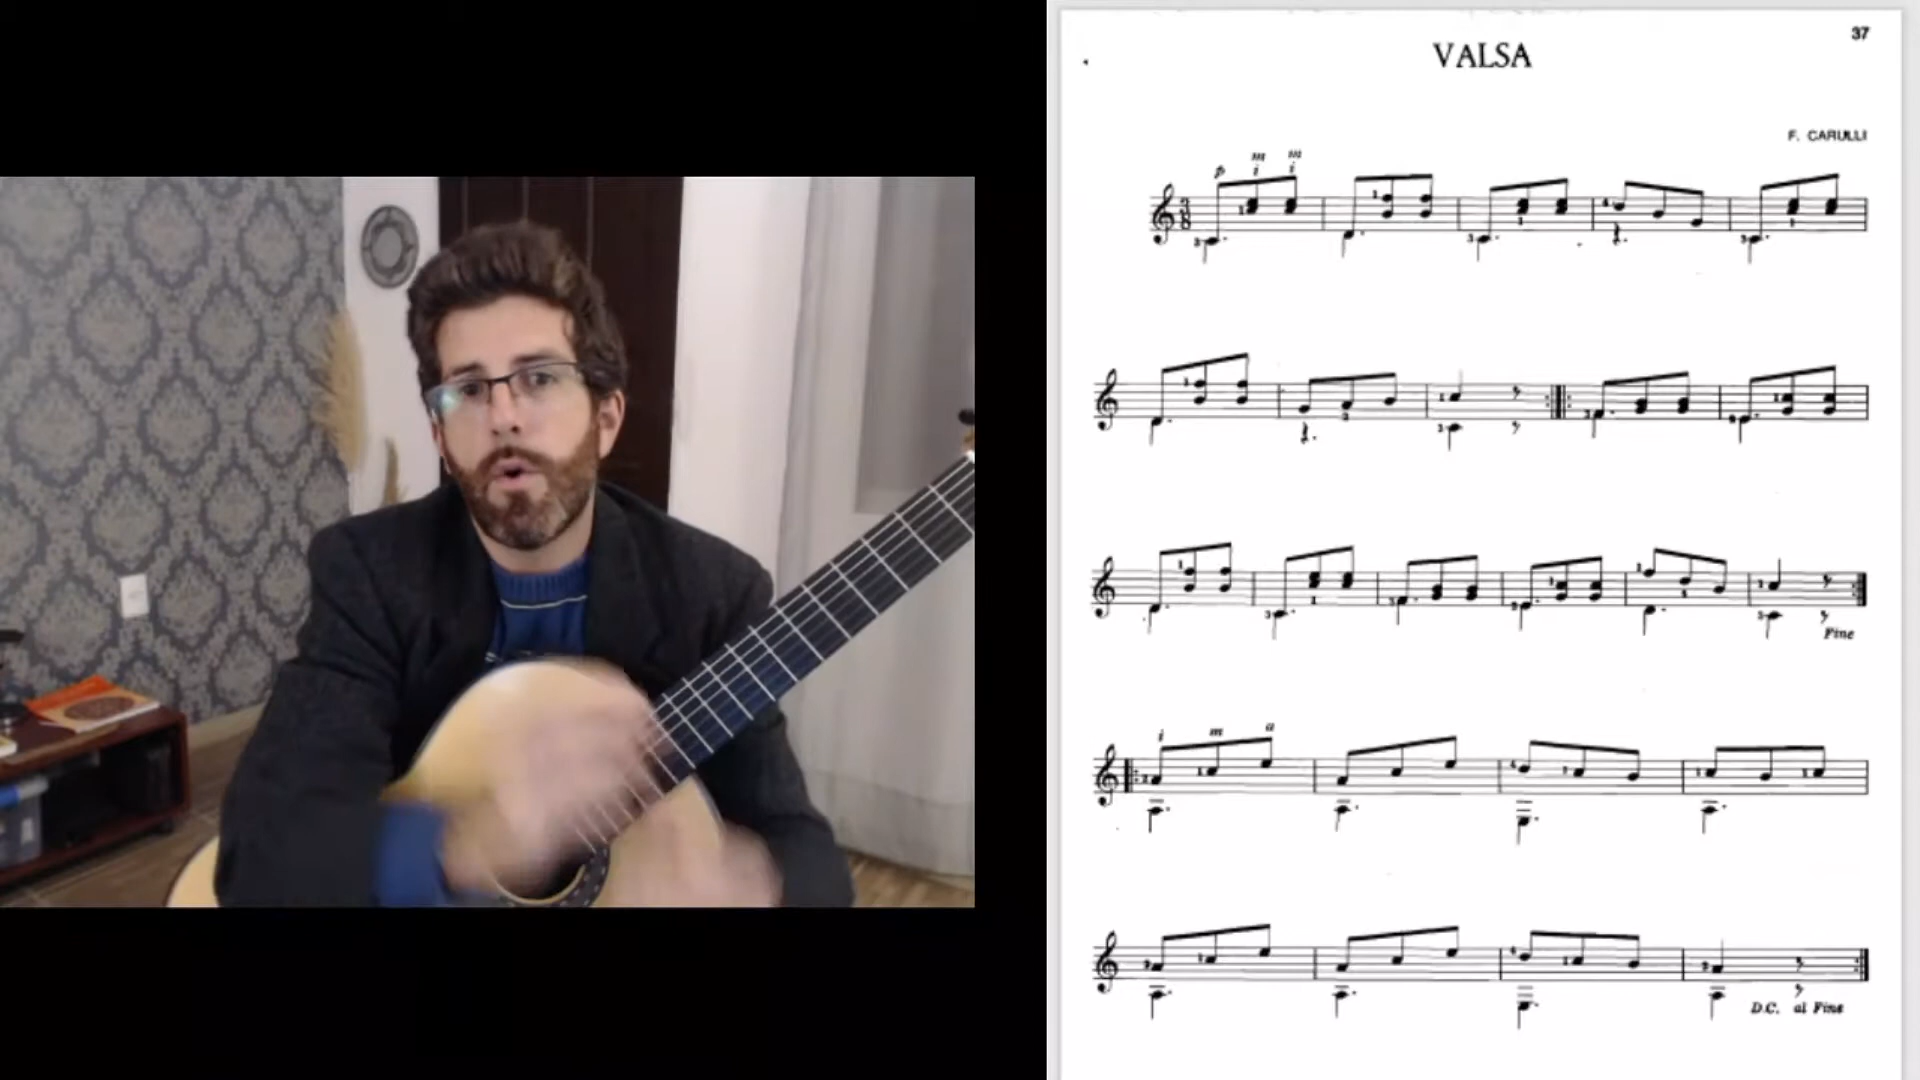 37
VALSA
F. CARULLI
p m i m i
Fine
i m a
D.C. al Fine